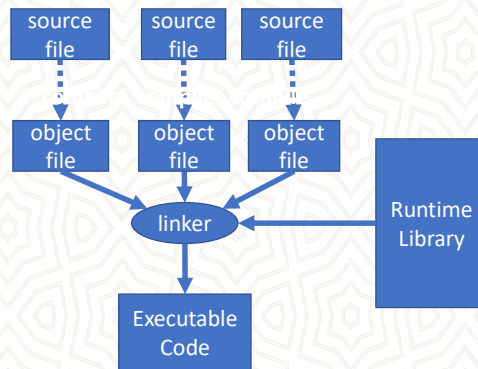 source
file
source
file
source
file
object
file
object
file
object
file
linker
Runtime
Library
Executable
Code